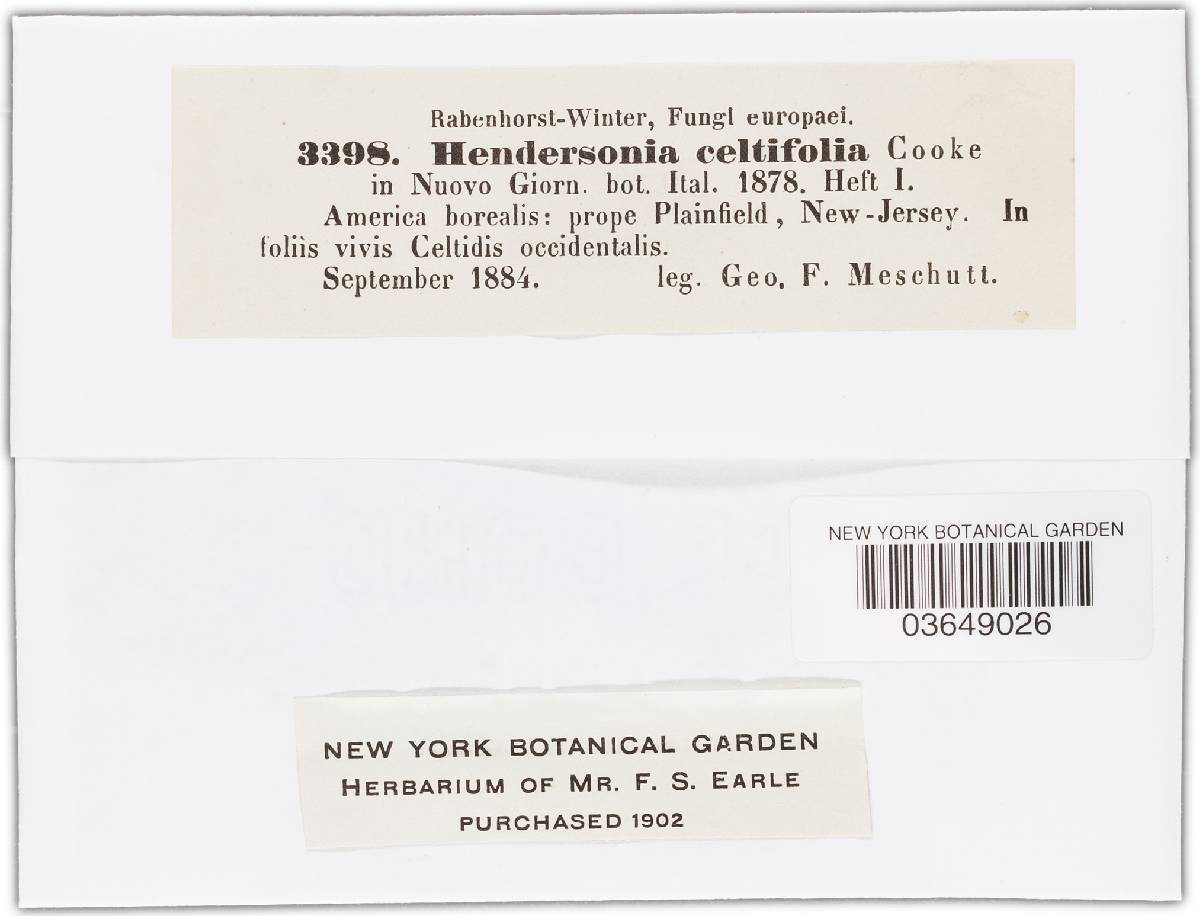 Rabenhorst-Winter, Fungi europaei.
3398. Hendersonia celtifolia Cooke
in Nuovo Giorn. bot. Ital. 1878. Heft I.
America borealis: prope Plainfield, New-Jersey. In
foliis vivis Celtidis occidentalis.
September 1884. leg. Geo. F. Meschutt.
NEW YORK BOTANICAL GARDEN
03649026
NEW YORK BOTANICAL GARDEN
HERBARIUM OF MR. F. S. EARLE
PURCHASED 1902